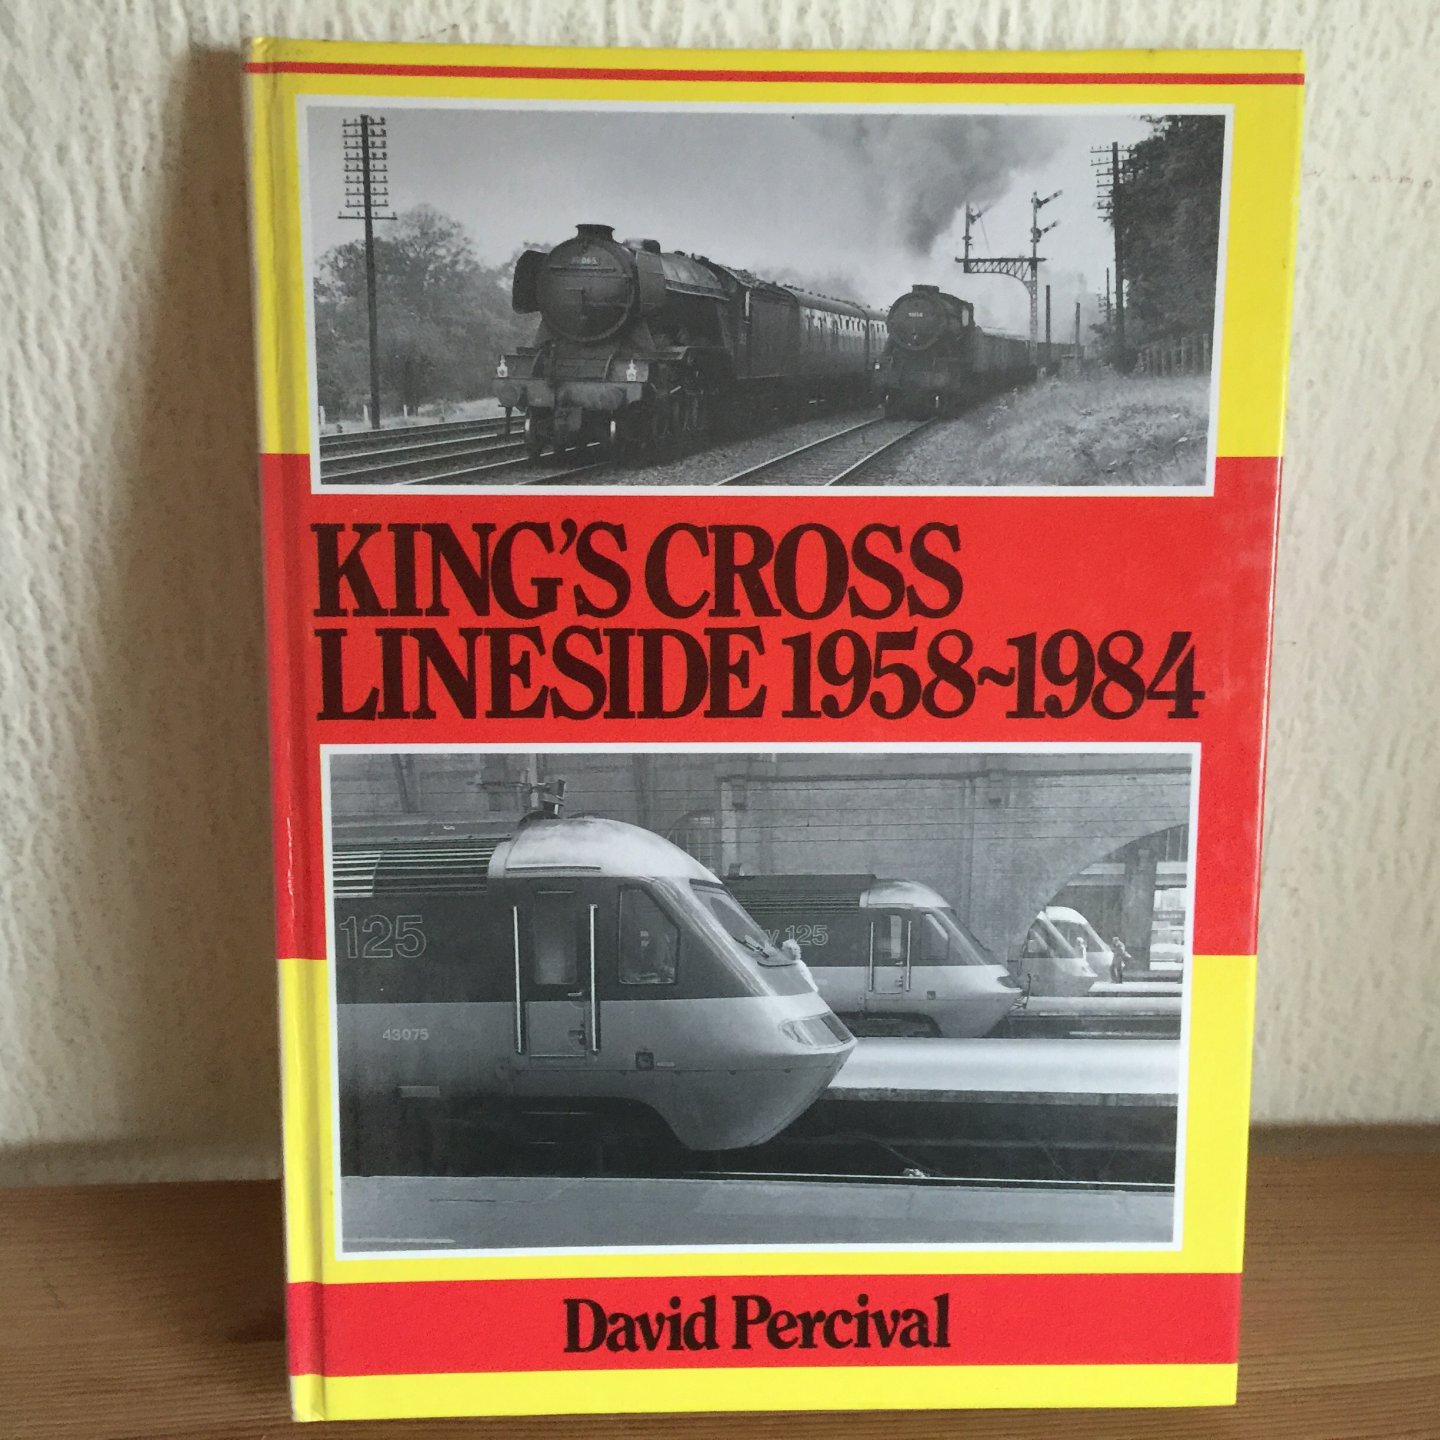 KING'S CROSS
LINESIDE 1958~1984
125
43075
125
David Percival